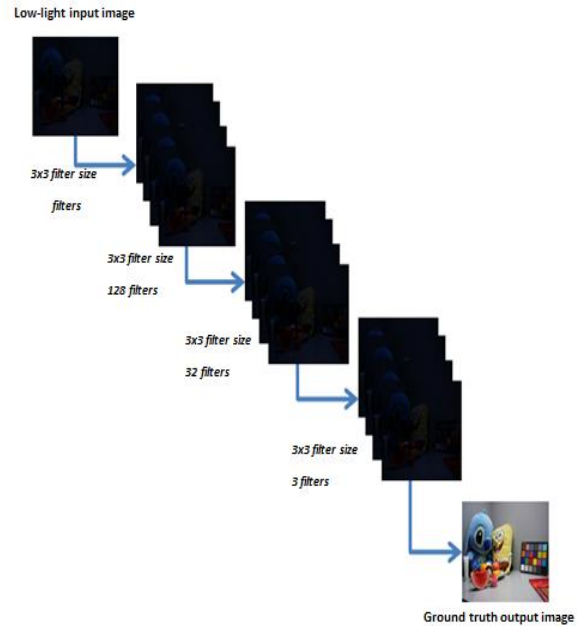 Low-light input image
3x3 filter size
filters
3x3 filter size
128 filters
3x3 filter size
32 filters
3x3 filter size
3 filters
Ground truth output image